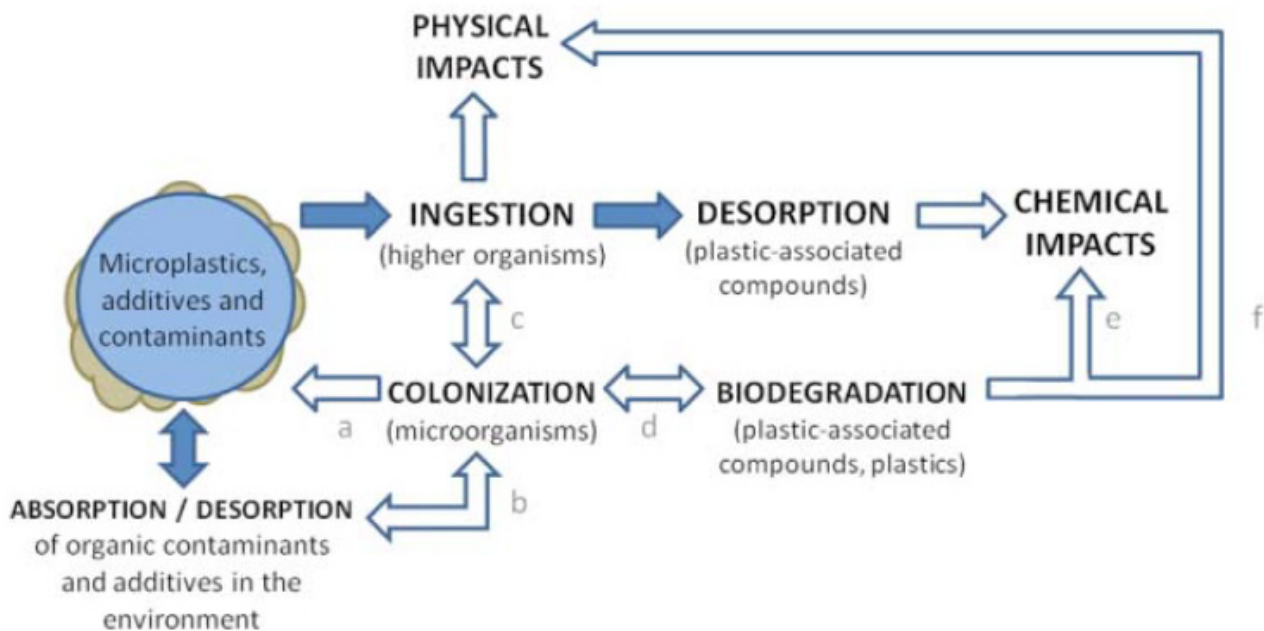 PHYSICAL
IMPACTS
Microplastics,
additives and
contaminants
INGESTION
(higher organisms)
DESORPTION
(plastic-associated
compounds)
CHEMICAL
IMPACTS
c
e
f
COLONIZATION
(microorganisms)
a
d
BIODEGRADATION
(plastic-associated
compounds, plastics)
b
ABSORPTION / DESORPTION
of organic contaminants
and additives in the
environment